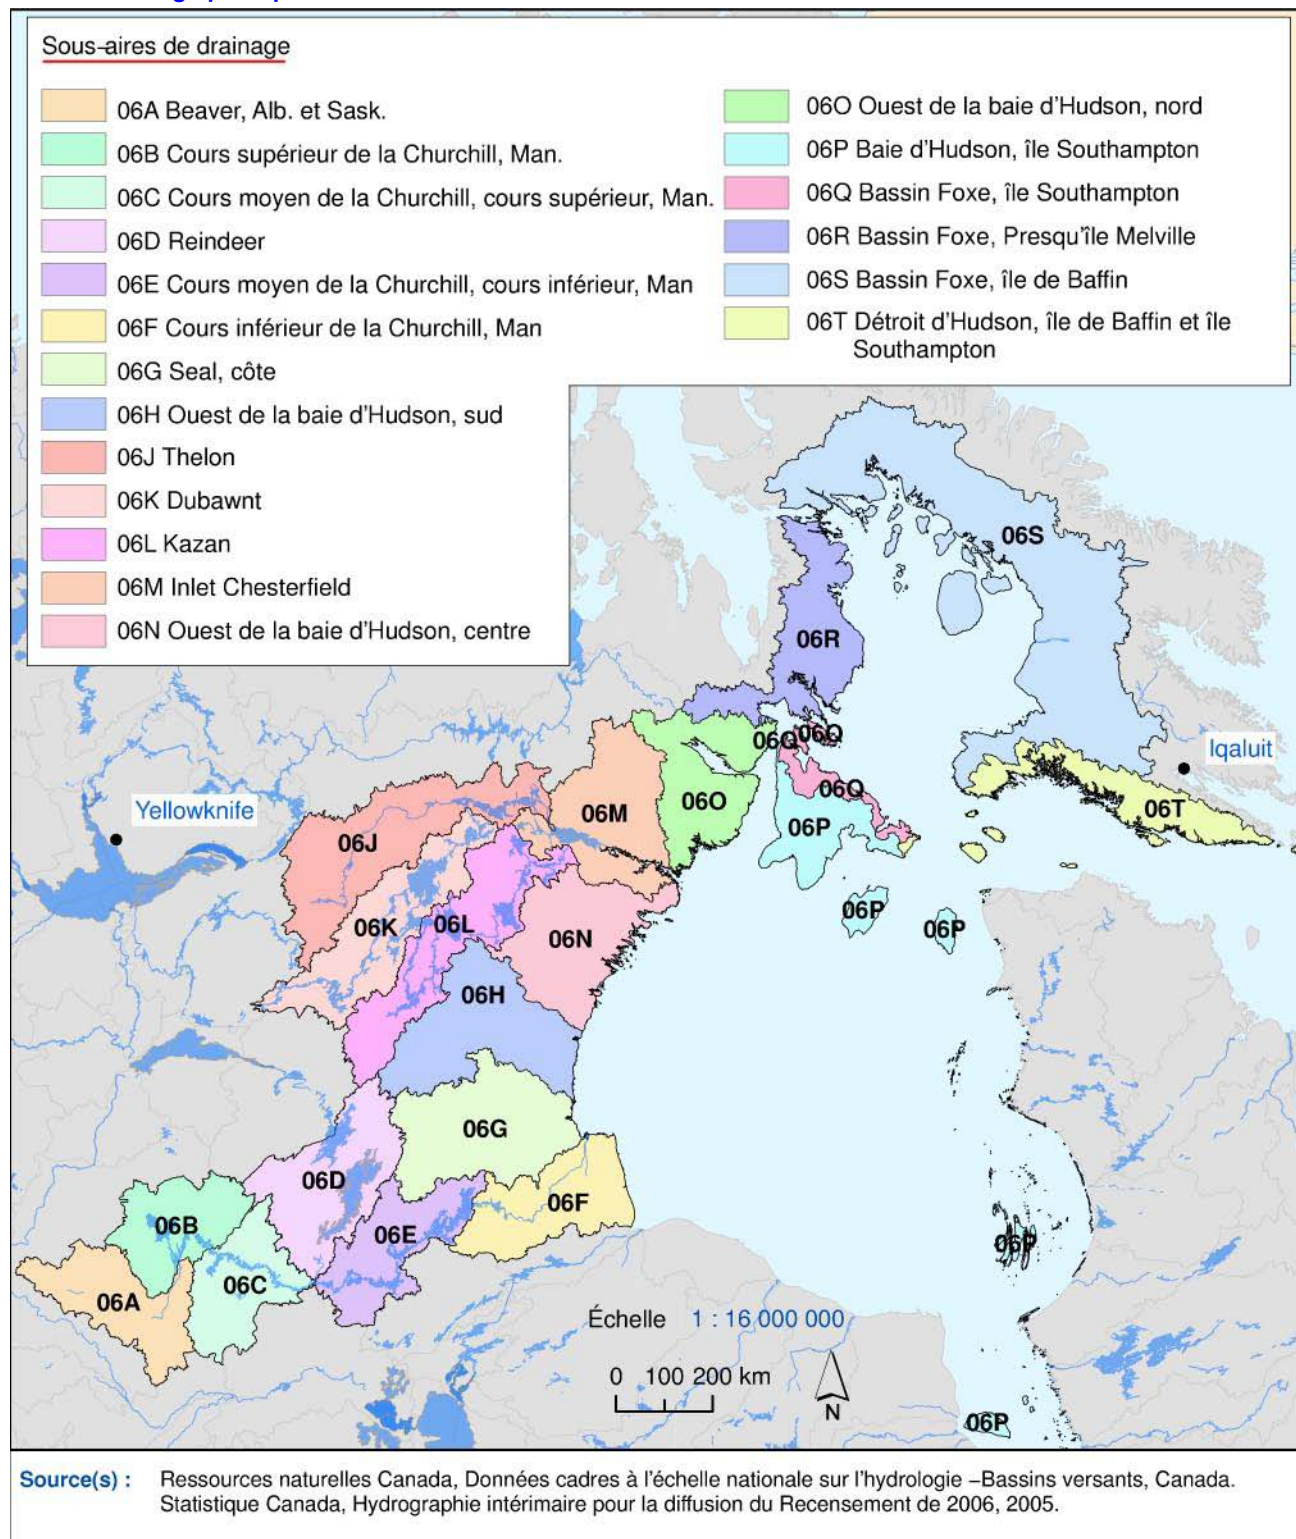 Sous-aires de drainage
06A Beaver, Alb. et Sask.
06B Cours supérieur de la Churchill, Man.
06C Cours moyen de la Churchill, cours supérieur, Man.
06D Reindeer
06E Cours moyen de la Churchill, cours inférieur, Man
06F Cours inférieur de la Churchill, Man
06G Seal, côte
06H Ouest de la baie d'Hudson, sud
06J Thelon
06K Dubawnt
06L Kazan
06M Inlet Chesterfield
06N Ouest de la baie d'Hudson, centre
06O Ouest de la baie d'Hudson, nord
06P Baie d'Hudson, île Southampton
06Q Bassin Foxe, île Southampton
06R Bassin Foxe, Presqu'île Melville
06S Bassin Foxe, île de Baffin
06T Détroit d'Hudson, île de Baffin et île
Southampton
06S
06R
06Q
06Q
Iqaluit
06Q
06M
06O
06T
Yellowknife
06P
06J
06P
06K
06L
06N
06P
06H
06G
06D
06F
06B
06E
06P
06C
06A
Échelle 1 : 16 000 000
0 100 200 km
N
06P
Source(s) : Ressources naturelles Canada, Données cadres à l'échelle nationale sur l'hydrologie –Bassins versants, Canada.
Statistique Canada, Hydrographie intérimaire pour la diffusion du Recensement de 2006, 2005.